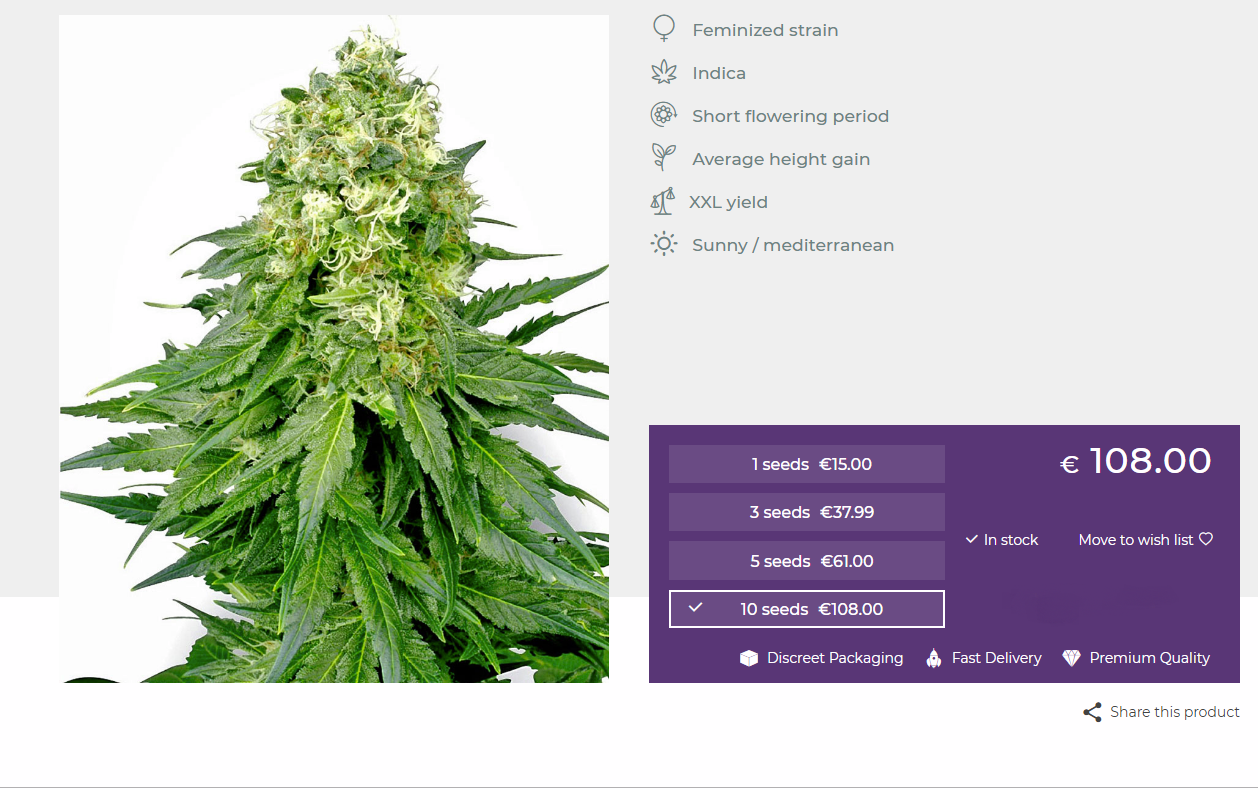 Feminized strain
Indica
Short flowering period
Average height gain
XXL yield
Sunny / mediterranean
1 seeds €15.00
3 seeds €37.99
5 seeds €61.00
10 seeds €108.00
€ 108.00
In stock
Move to wish list
Discreet Packaging
Fast Delivery
Premium Quality
Share this product